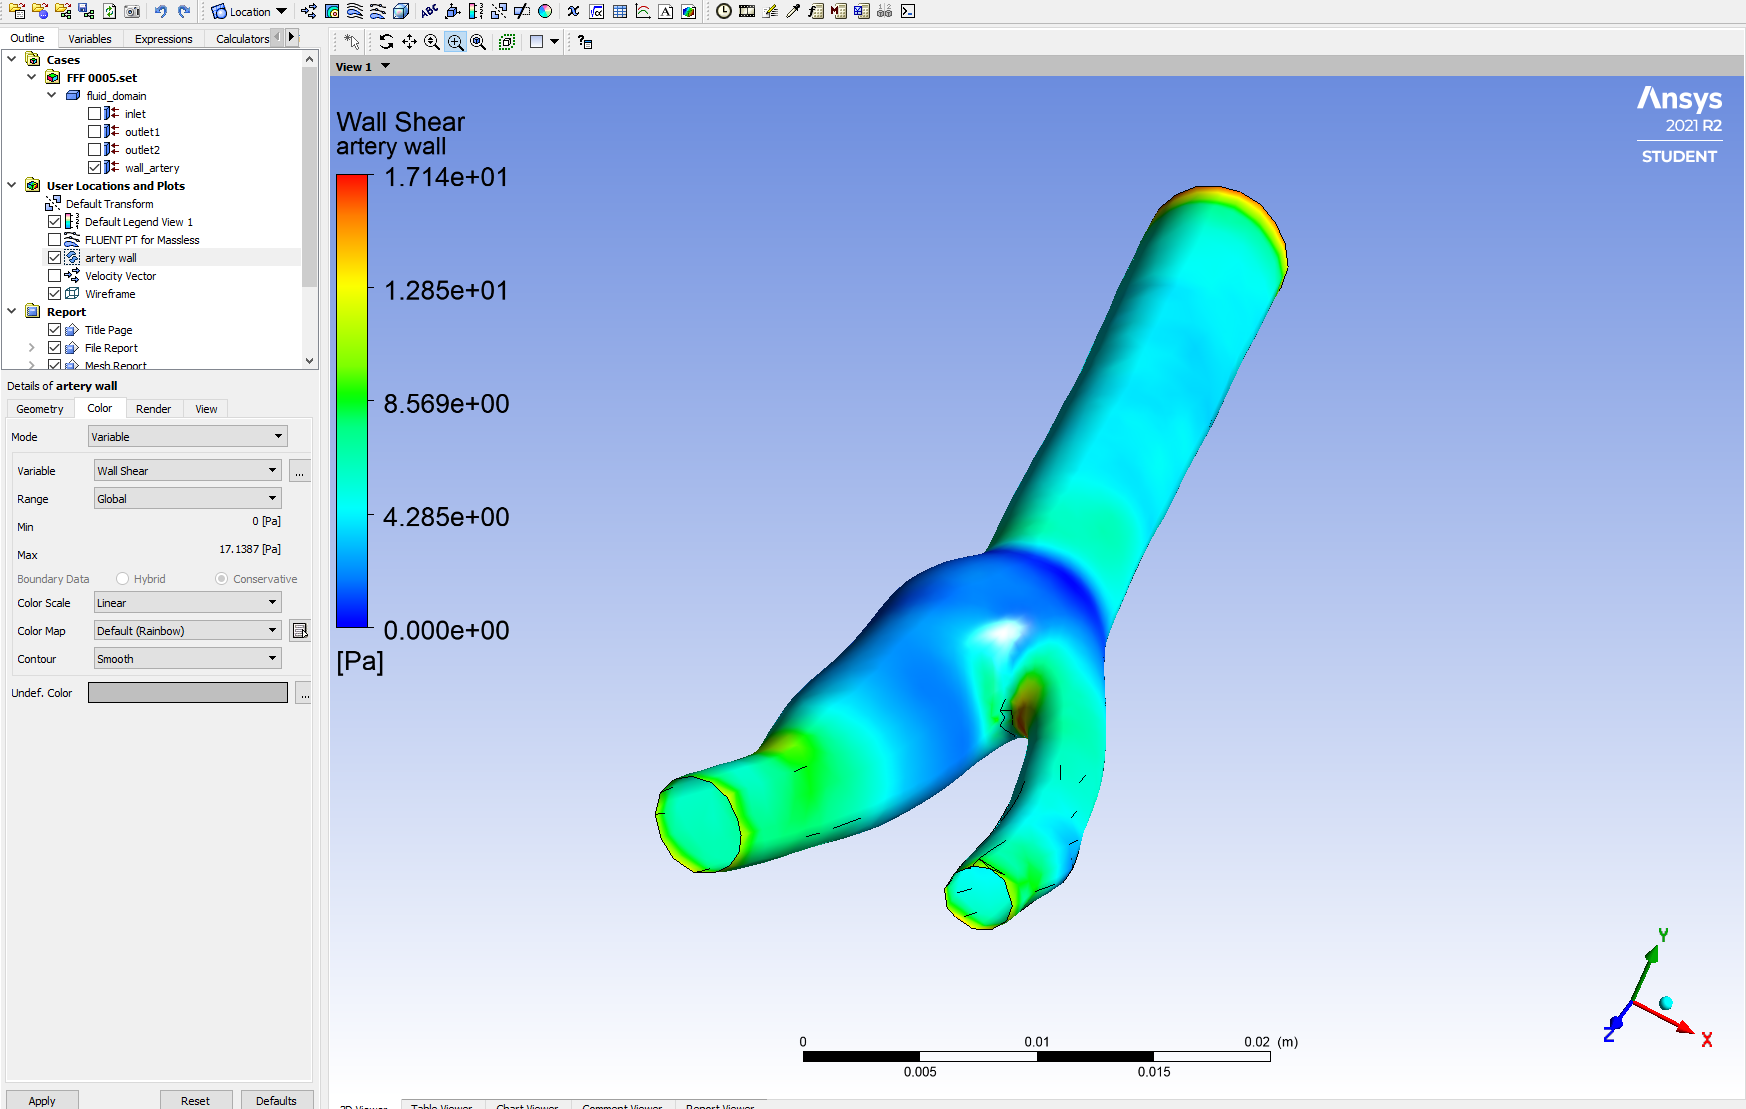 Location
ABC
Outline Variables Expressions Calculators
Cases
FFF 0005.set
fluid_domain
inlet
outlet1
outlet2
wall_artery
User Locations and Plots
Default Transform
Default Legend View 1
FLUENT PT for Massless
artery wall
Velocity Vector
Wireframe
Report
Title Page
File Report
Mesh Report
Details of artery wall
Geometry Color Render View
Mode Variable
Variable Wall Shear ...
Range Global
Min 0 [Pa]
Max 17.1387 [Pa]
Boundary Data Hybrid Conservative
Color Scale Linear
Color Map Default (Rainbow)
Contour Smooth
Undef. Color ...
Apply Reset Defaults
View 1
Wall Shear
artery wall
1.714e+01
1.285e+01
8.569e+00
4.285e+00
0.000e+00
[Pa]
Ansys
2021 R2
STUDENT
Y
X
Z
0 0.01 0.02 (m)
0.005 0.015
3D Viewer Table Viewer Chart Viewer Comment Viewer Report Viewer